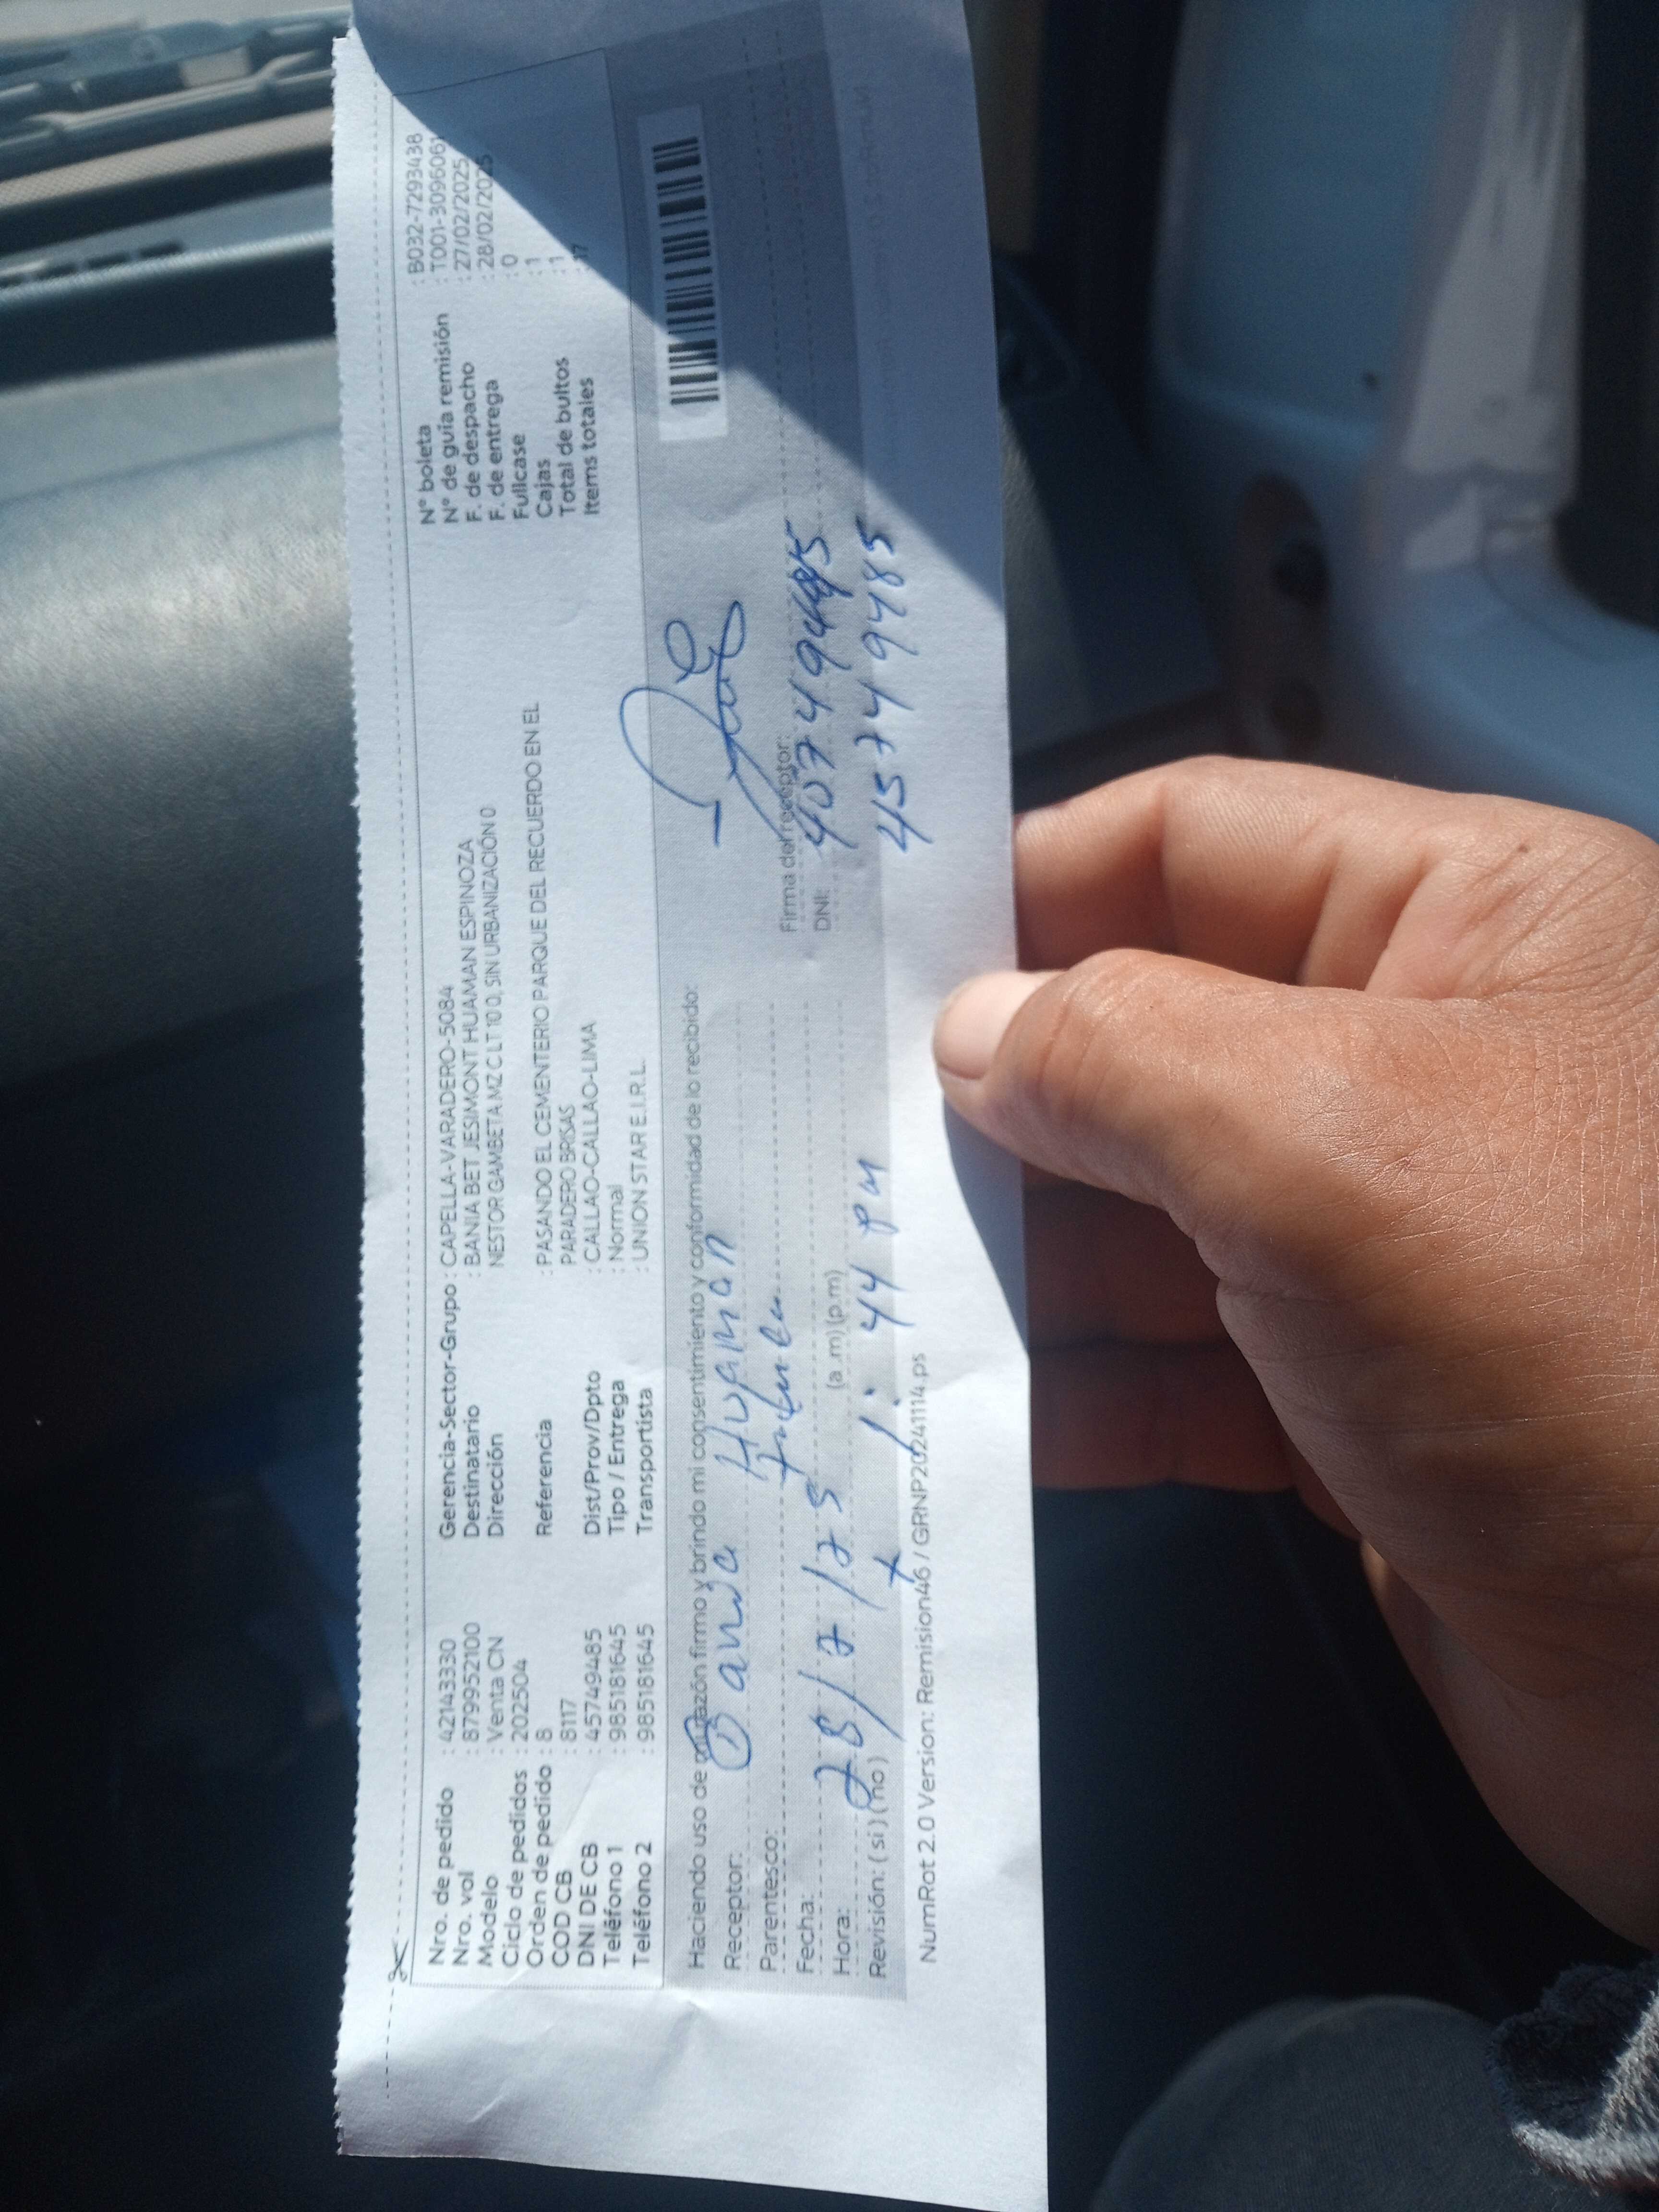 Nro. de pedido : 42143330
Nro. vol : 879952100
Modelo : Venta CN
Ciclo de pedidos : 202504
Orden de pedido : 8
COD CB : 8117
DNI DE CB : 45749485
Teléfono 1 : 985181645
Teléfono 2 : 985181645
Gerencia-Sector-Grupo : CAPELLA-VARADERO-5084
Destinatario : BANIA BET JESIMONT HUAMAN ESPINOZA
Dirección NESTOR GAMBETA MZ C LT 10 0, SIN URBANIZACIÓN 0
Referencia : PASANDO EL CEMENTERIO PARQUE DEL RECUERDO EN EL
PARADERO BRISAS
Dist/Prov/Dpto : CALLAO-CALLAO-LIMA
Tipo / Entrega : Normal
Transportista : UNION STAR E.I.R.L.
N° boleta : B032-7293438
N° de guía remisión : T001-3096061
F. de despacho : 27/02/2025
F. de entrega : 28/02/2025
Fullcase : 0
Cajas : 1
Total de bultos : 1
Items totales 17
Haciendo uso de mi razón firmo y brindo mi consentimiento y conformidad de lo recibido:
Receptor: Bania Huaman
Parentesco:
Fecha: 28/2/25
Hora: 1:44 PM (a.m) (p.m)
Revisión: ( si ) ( no )
Firma del receptor:
DNI:
45749485
NumRot 2.0 Version: Remision46 / GRNP20241114.ps